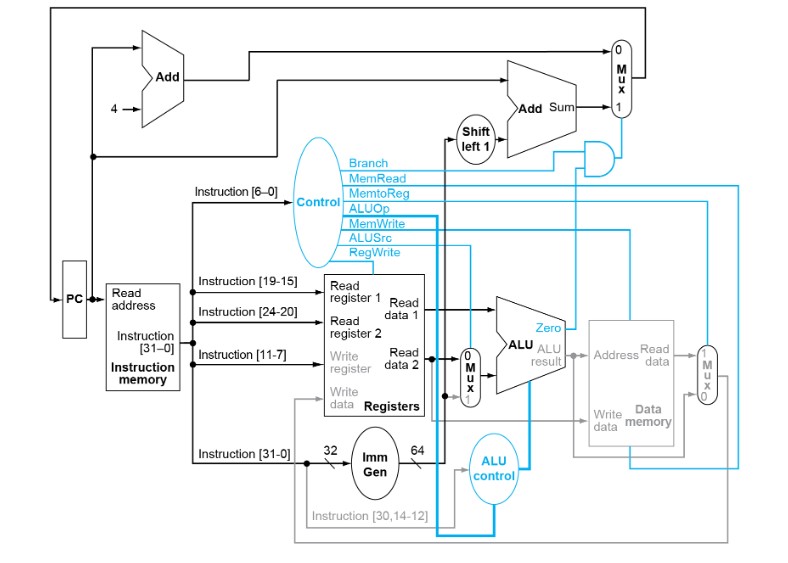 0
Mux
1
Add
4
Add Sum
Shift
left 1
Branch
MemRead
MemtoReg
ALUOp
MemWrite
ALUSrc
RegWrite
Instruction [6–0]
Control
PC
Read
address
Instruction
[31–0]
Instruction
memory
Instruction [19-15]
Instruction [24-20]
Instruction [11-7]
Instruction [31-0]
Read
register 1
Read
register 2
Write
register
Write
data
Read
data 1
Read
data 2
Registers
0
Mux
1
ALU
Zero
ALU
result
Address
Read
data
Write
data
Data
memory
1
Mux
0
32
Imm
Gen
64
ALU
control
Instruction [30,14-12]